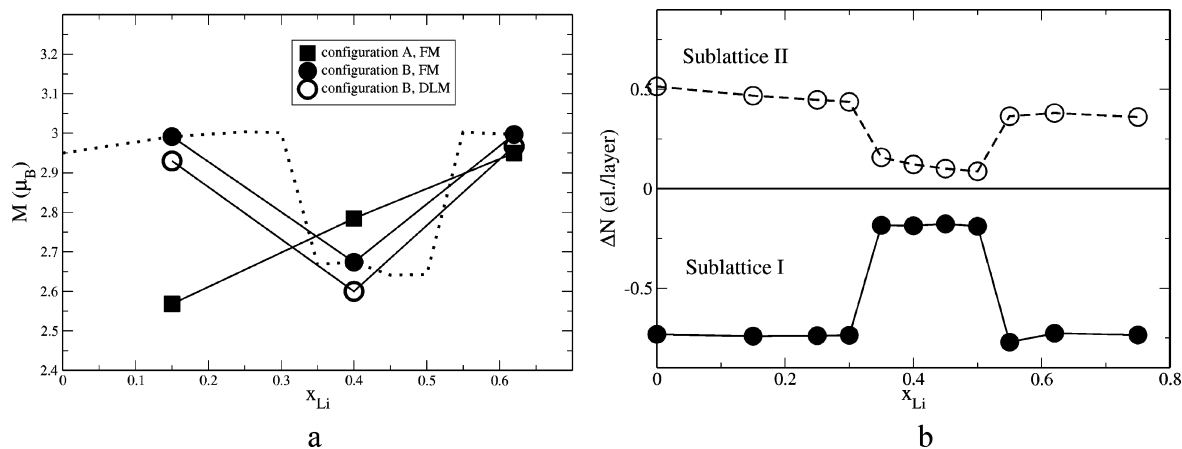 3.2
3.1
3
2.9
2.8
2.7
2.6
2.5
2.4
M (μB)
configuration A, FM
configuration B, FM
configuration B, DLM
0 0.1 0.2 0.3 0.4 0.5 0.6
xLi
a
0.5
0
-0.5
ΔN (el./layer)
Sublattice II
Sublattice I
0 0.2 0.4 0.6 0.8
xLi
b